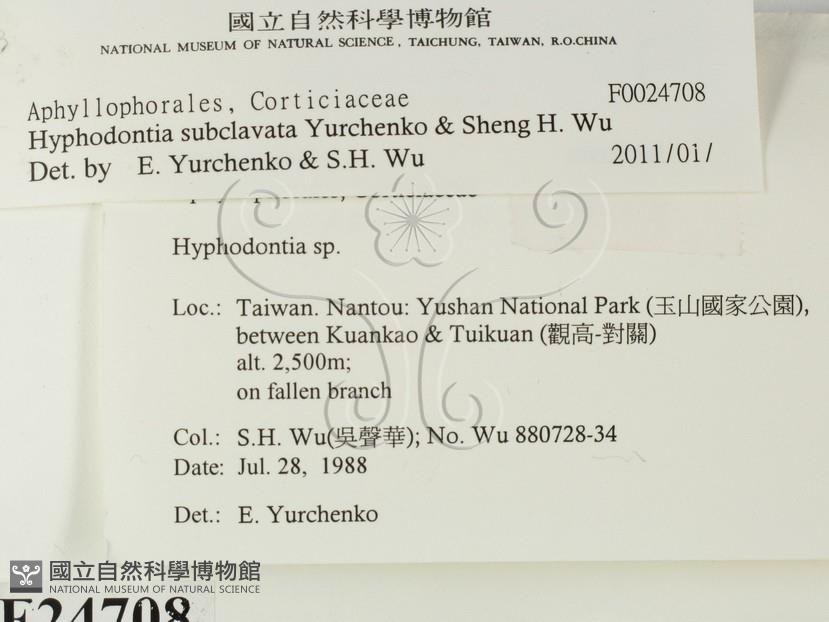 國立自然科學博物館
NATIONAL MUSEUM OF NATURAL SCIENCE, TAICHUNG, TAIWAN, R.O.CHINA
Aphyllophorales, Corticiaceae F0024708
Hyphodontia subclavata Yurchenko & Sheng H. Wu
Det. by E. Yurchenko & S.H. Wu 2011/01/
Hyphodontia sp.
Loc.: Taiwan. Nantou: Yushan National Park (玉山國家公園),
between Kuankao & Tuikuan (觀高-對關)
alt. 2,500m;
on fallen branch
Col.: S.H. Wu(吳聲華); No. Wu 880728-34
Date: Jul. 28, 1988
Det.: E. Yurchenko
國立自然科學博物館
NATIONAL MUSEUM OF NATURAL SCIENCE
F24708